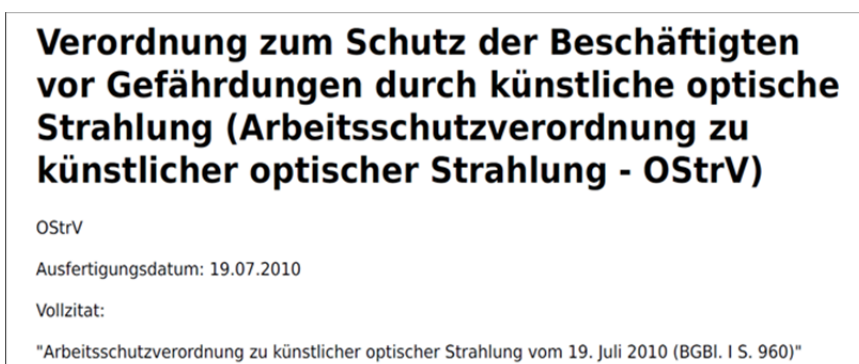 Verordnung zum Schutz der Beschäftigten
vor Gefährdungen durch künstliche optische
Strahlung (Arbeitsschutzverordnung zu
künstlicher optischer Strahlung - OStrV)
OStrV
Ausfertigungsdatum: 19.07.2010
Vollzitat:
"Arbeitsschutzverordnung zu künstlicher optischer Strahlung vom 19. Juli 2010 (BGBl. I S. 960)"